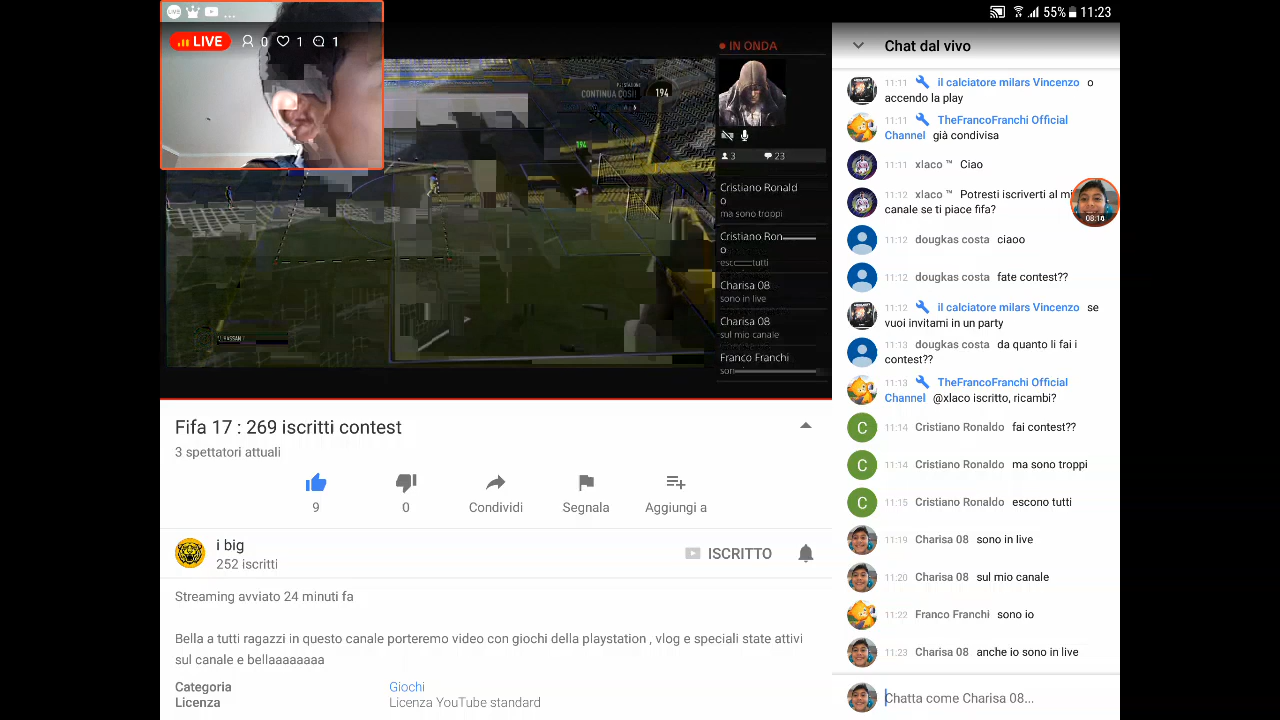 LIVE
...
55% 11:23
LIVE 0 1 1
IN ONDA
CONTINUA COSÌ
194
194
3 23
Cristiano Ronald
o
ma sono troppi
Cristiano Ron
o
Charisa 08
sono in live
Charisa 08
sul mio canale
Franco Franchi
Fifa 17 : 269 iscritti contest
3 spettatori attuali
9
0
Condividi
Segnala
Aggiungi a
i big
252 iscritti
ISCRITTO
Streaming avviato 24 minuti fa
Bella a tutti ragazzi in questo canale porteremo video con giochi della playstation , vlog e speciali state attivi
sul canale e bellaaaaaaaa
Categoria Giochi
Licenza Licenza YouTube standard
Chat dal vivo
11:11 il calciatore milars Vincenzo o
accendo la play
11:11 TheFrancoFranchi Official
Channel già condivisa
11:11 xlaco ™ Ciao
11:12 xlaco ™ Potresti iscriverti al
canale se ti piace fifa?
08:16
11:12 dougkas costa ciaoo
11:12 dougkas costa fate contest??
11:12 il calciatore milars Vincenzo se
vuoi invitami in un party
11:13 dougkas costa da quanto li fai i
contest??
11:13 TheFrancoFranchi Official
Channel @xlaco iscritto, ricambi?
11:14 Cristiano Ronaldo fai contest??
11:14 Cristiano Ronaldo ma sono troppi
11:15 Cristiano Ronaldo escono tutti
11:19 Charisa 08 sono in live
11:20 Charisa 08 sul mio canale
11:22 Franco Franchi sono io
11:23 Charisa 08 anche io sono in live
Chatta come Charisa 08...
C
C
C